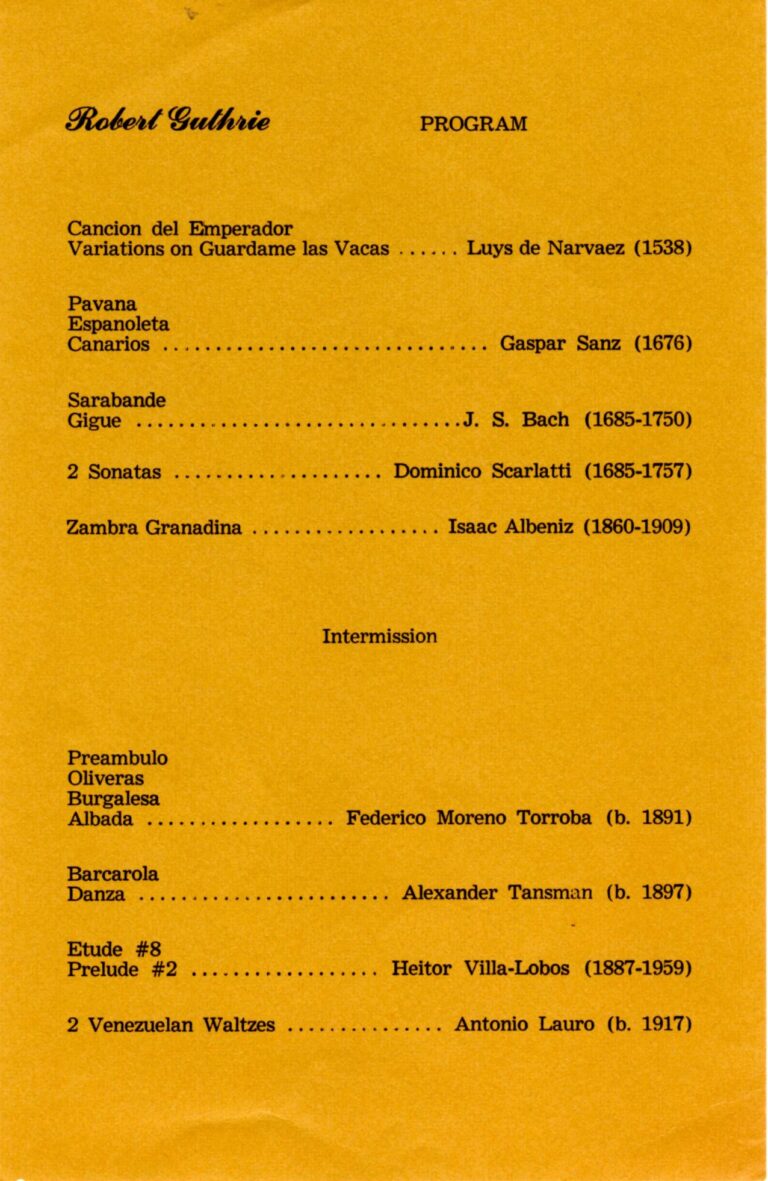 Robert Guthrie PROGRAM
Cancion del Emperador
Variations on Guardame las Vacas ...... Luys de Narvaez (1538)
Pavana
Espanoleta
Canarios ............................... Gaspar Sanz (1676)
Sarabande
Gigue ...............................J. S. Bach (1685-1750)
2 Sonatas .................... Dominico Scarlatti (1685-1757)
Zambra Granadina .................. Isaac Albeniz (1860-1909)
Intermission
Preambulo
Oliveras
Burgalesa
Albada .................. Federico Moreno Torroba (b. 1891)
Barcarola
Danza ........................ Alexander Tansman (b. 1897)
Etude #8
Prelude #2 .................. Heitor Villa-Lobos (1887-1959)
2 Venezuelan Waltzes ............... Antonio Lauro (b. 1917)